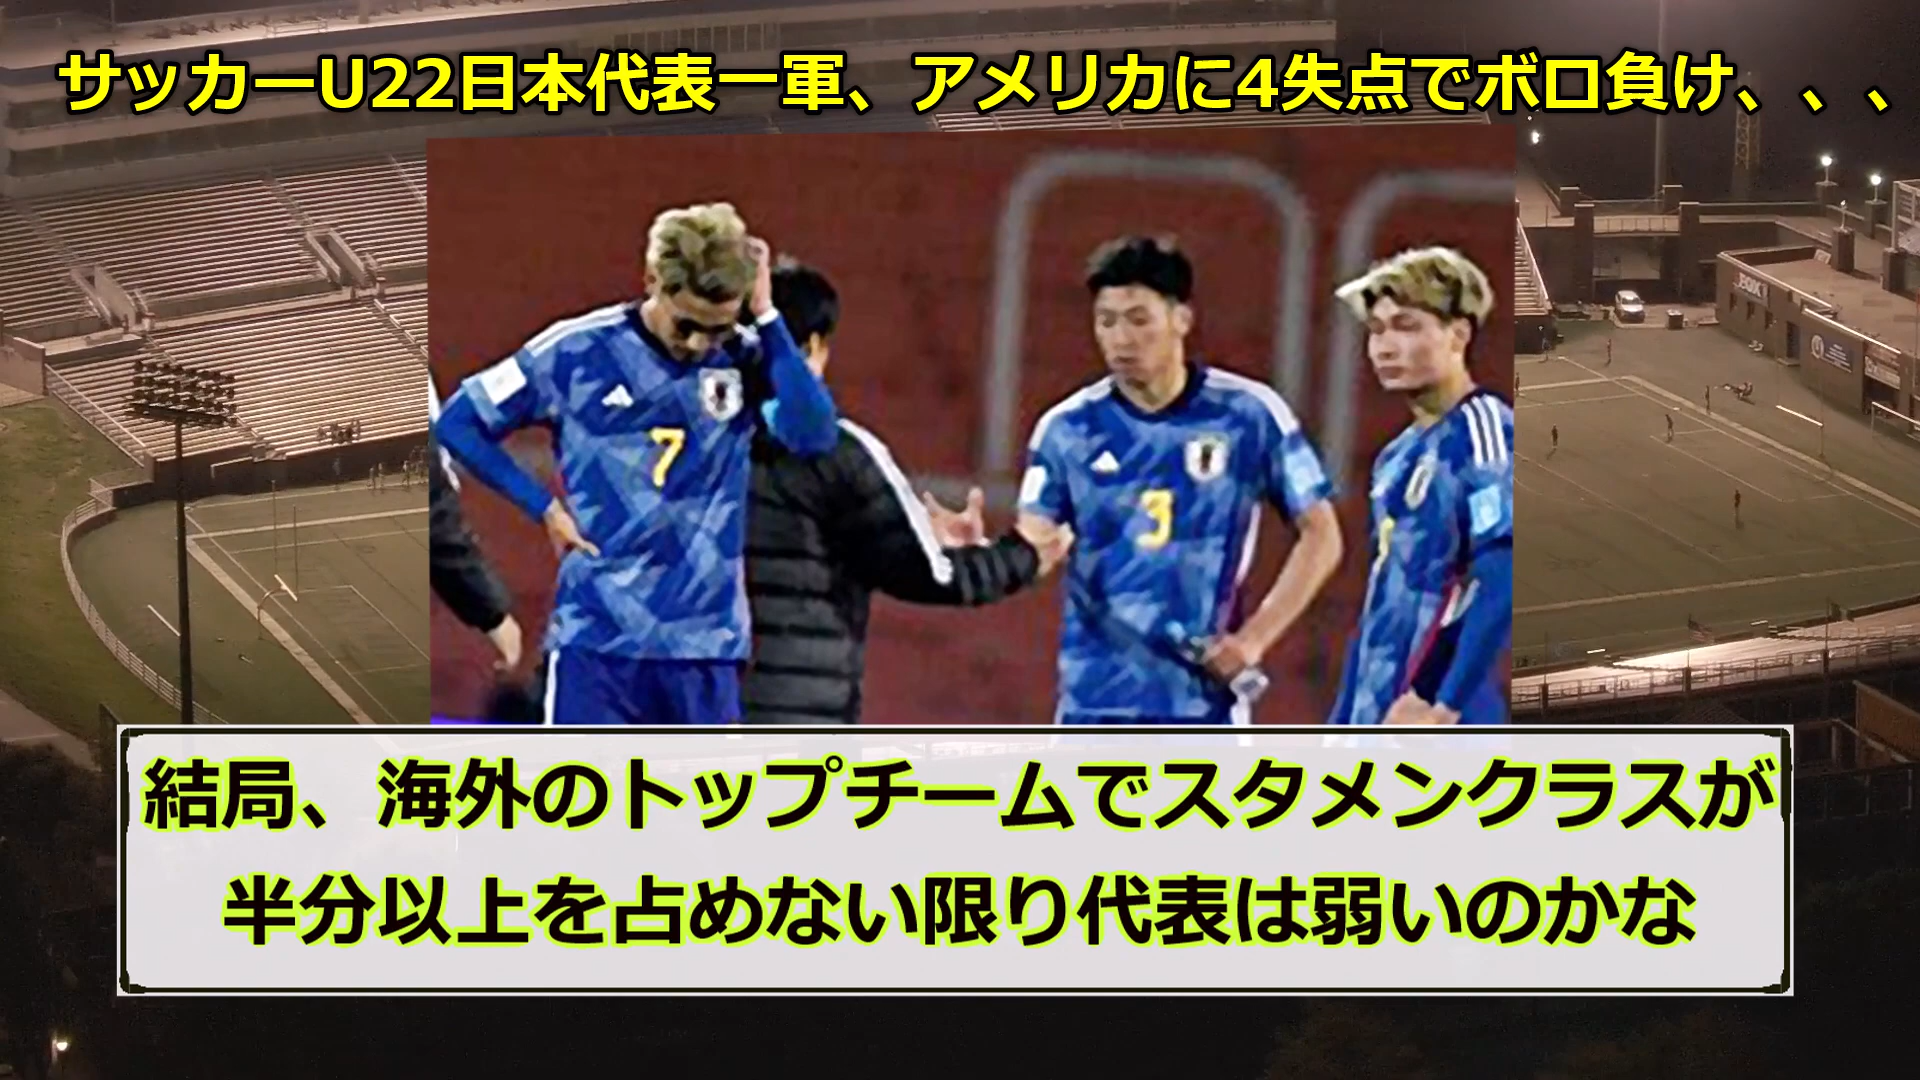 サッカーU22日本代表一軍、アメリカに4失点でボロ負け、、、
7
3
結局、海外のトップチームでスタメンクラスが
半分以上を占めない限り代表は弱いのかな